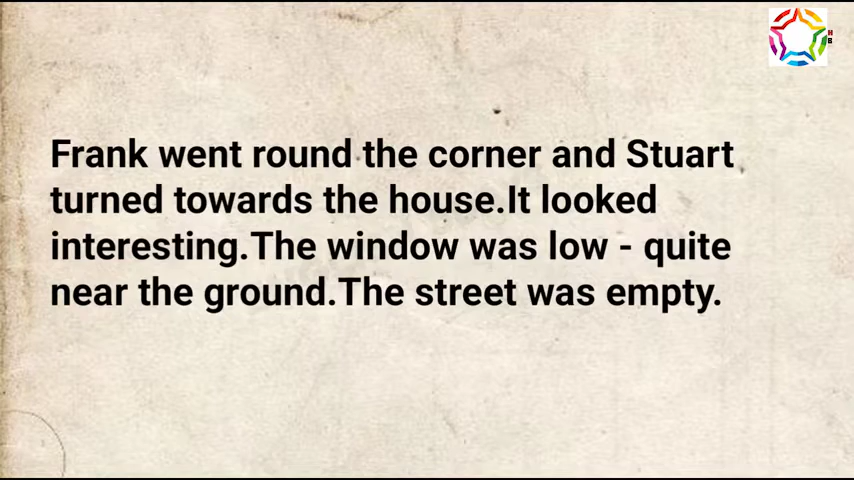 Frank went round the corner and Stuart
turned towards the house.It looked
interesting.The window was low - quite
near the ground.The street was empty.
H
E